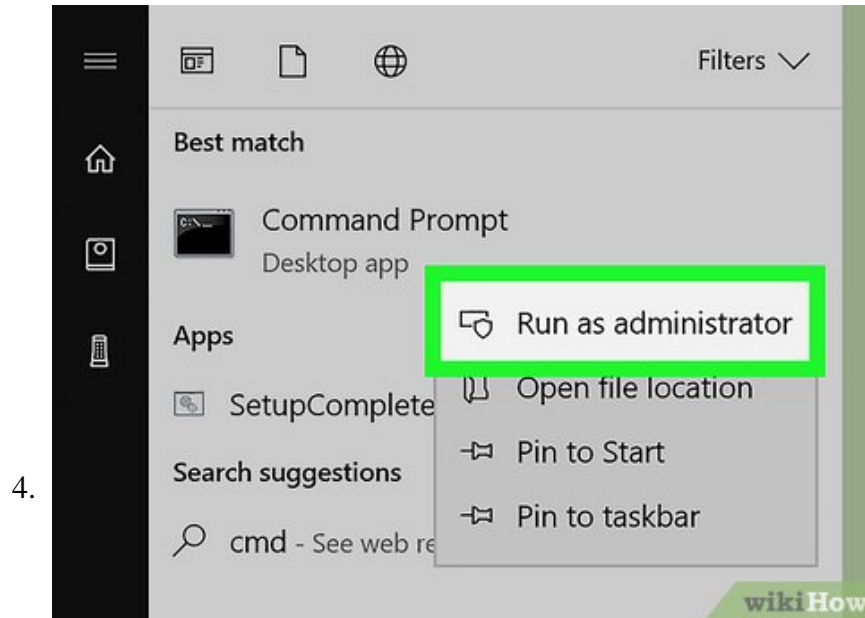 Filters
Best match
Command Prompt
Desktop app
Run as administrator
Apps
Open file location
SetupComplete
Pin to Start
Search suggestions
4.
Pin to taskbar
cmd - See web re
wikiHow